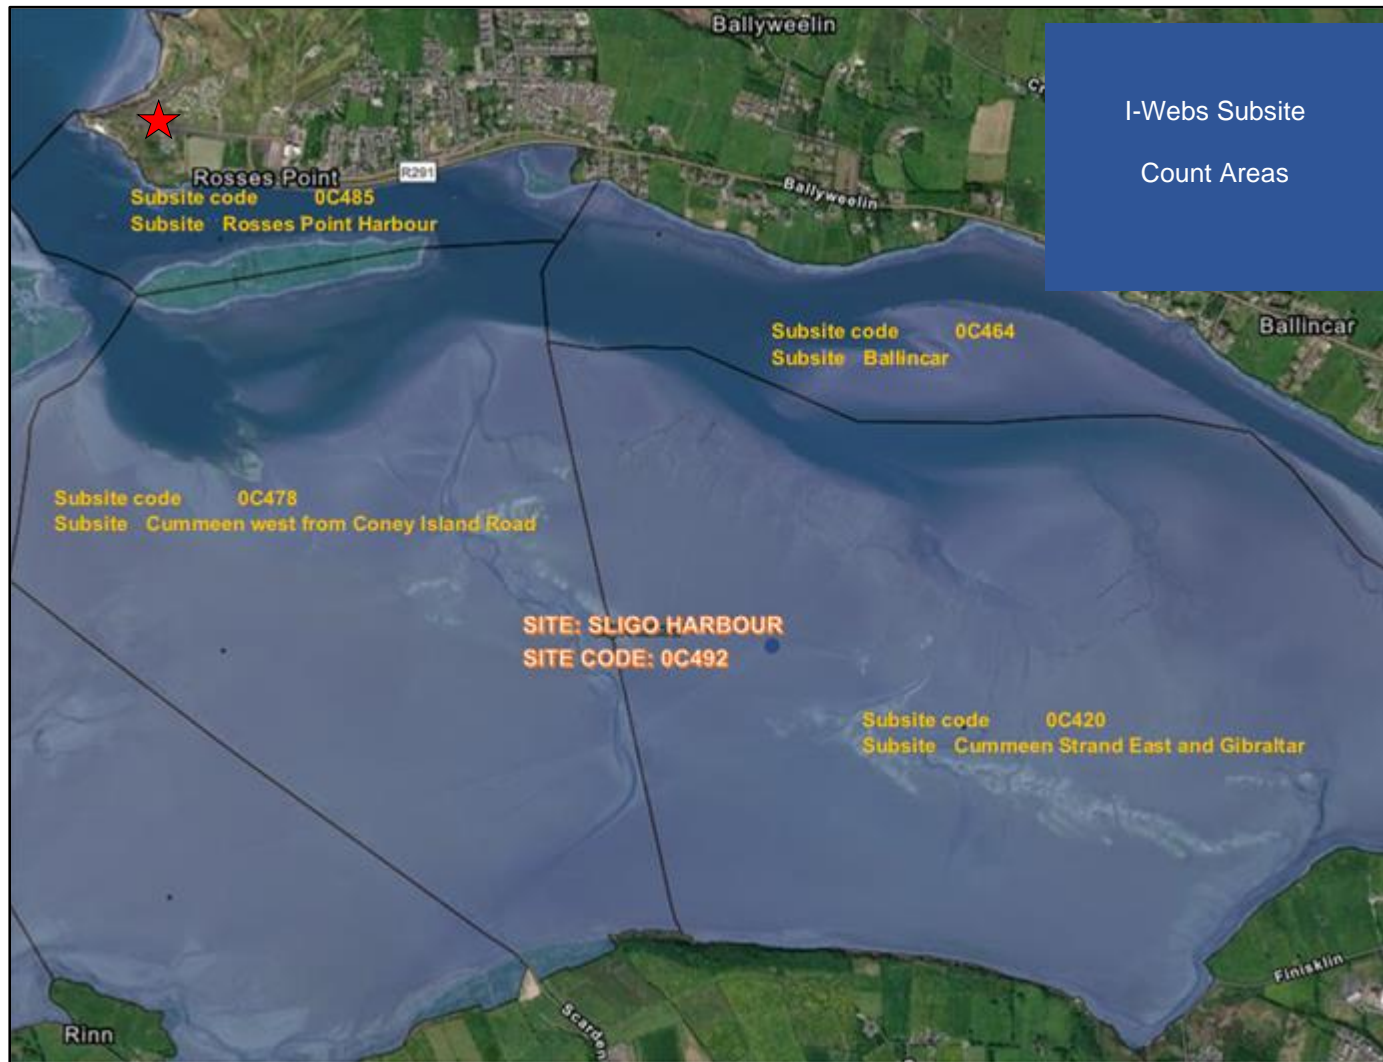 Ballyweelin
I-Webs Subsite
Count Areas
Rosses Point
R291
Subsite code 0C485
Subsite Rosses Point Harbour
Ballyweelin
Subsite code 0C464
Subsite Ballincar
Ballincar
Subsite code 0C478
Subsite Cummeen west from Coney Island Road
SITE: SLIGO HARBOUR
SITE CODE: 0C492
Subsite code 0C420
Subsite Cummeen Strand East and Gibraltar
Finisklin
Scarden
Rinn